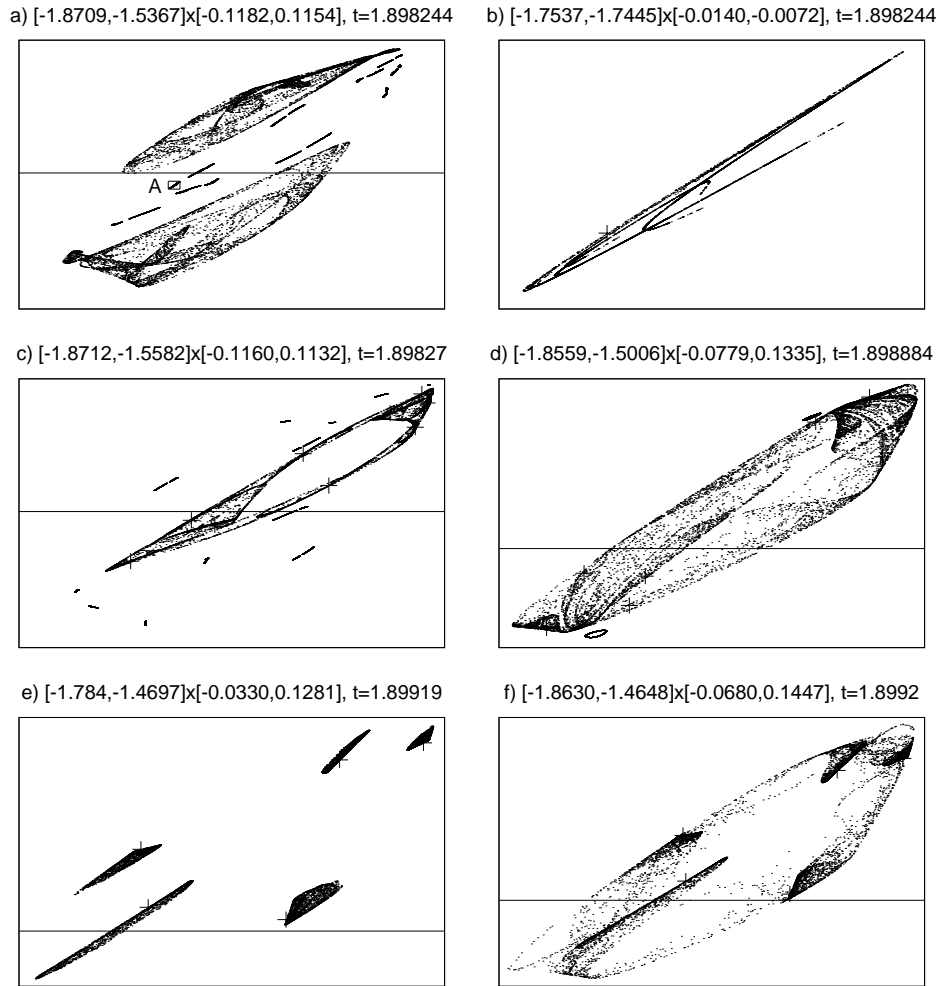 a) [-1.8709,-1.5367]x[-0.1182,0.1154], t=1.898244
b) [-1.7537,-1.7445]x[-0.0140,-0.0072], t=1.898244
A
c) [-1.8712,-1.5582]x[-0.1160,0.1132], t=1.89827
d) [-1.8559,-1.5006]x[-0.0779,0.1335], t=1.898884
e) [-1.784,-1.4697]x[-0.0330,0.1281], t=1.89919
f) [-1.8630,-1.4648]x[-0.0680,0.1447], t=1.8992